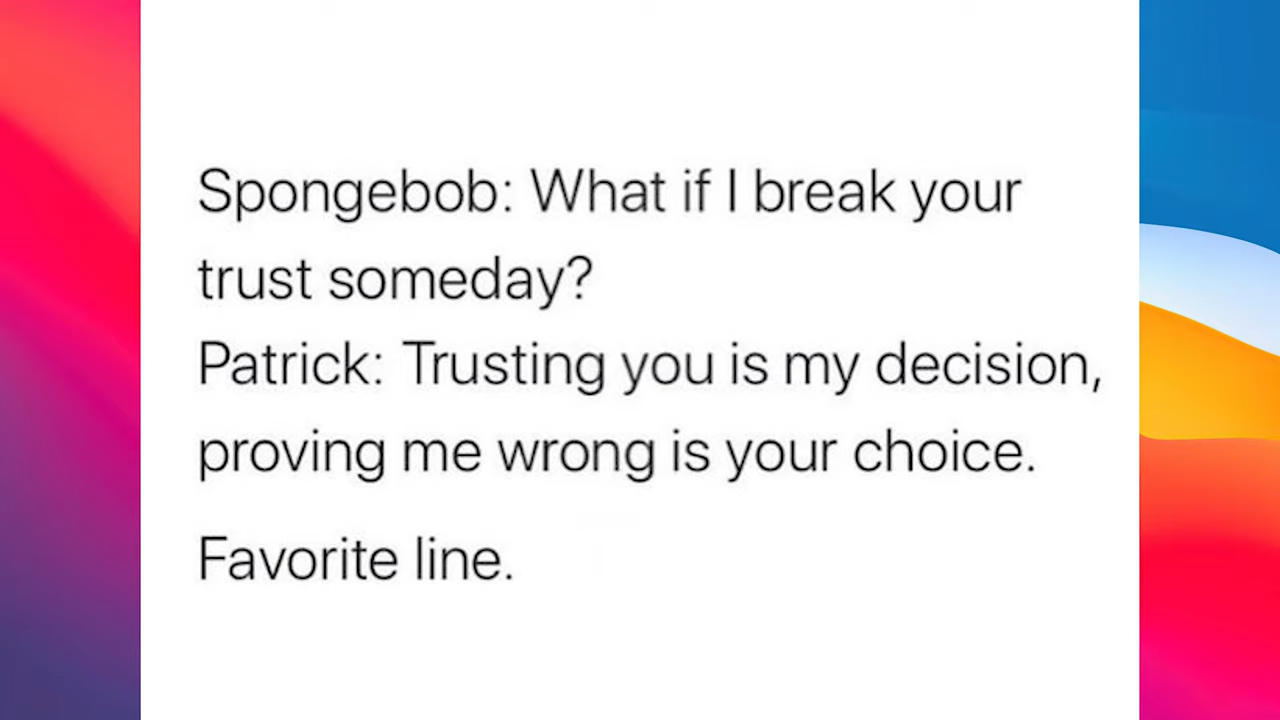 Spongebob: What if I break your
trust someday?
Patrick: Trusting you is my decision,
proving me wrong is your choice.
Favorite line.